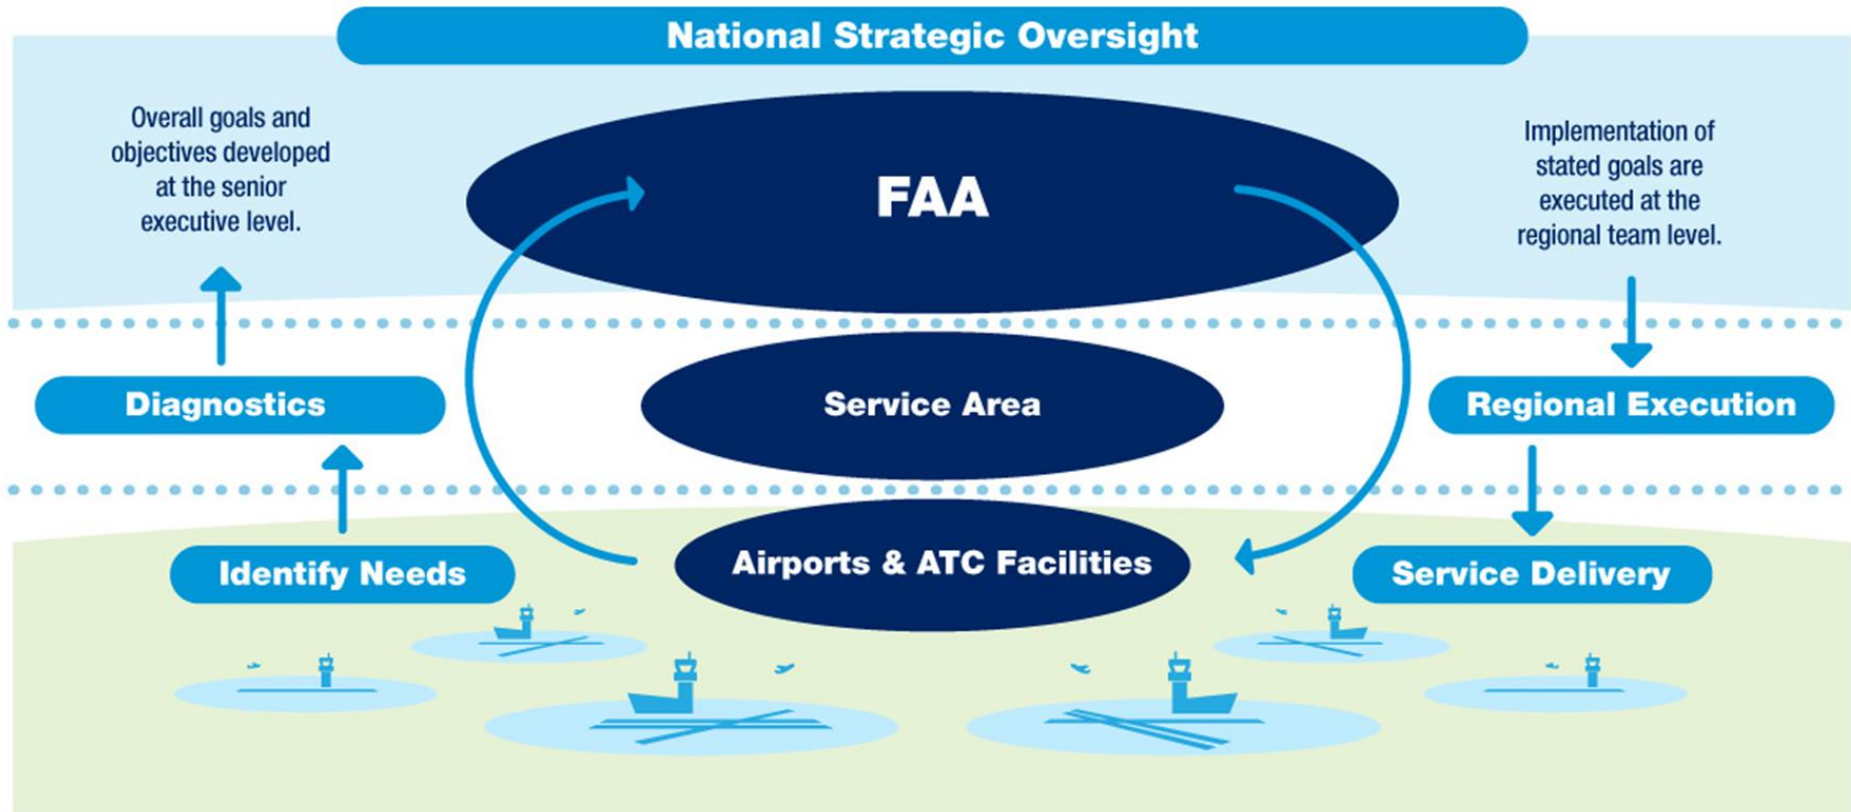 National Strategic Oversight
Overall goals and
objectives developed
at the senior
executive level.
FAA
Implementation of
stated goals are
executed at the
regional team level.
Diagnostics
Service Area
Regional Execution
Identify Needs
Airports & ATC Facilities
Service Delivery